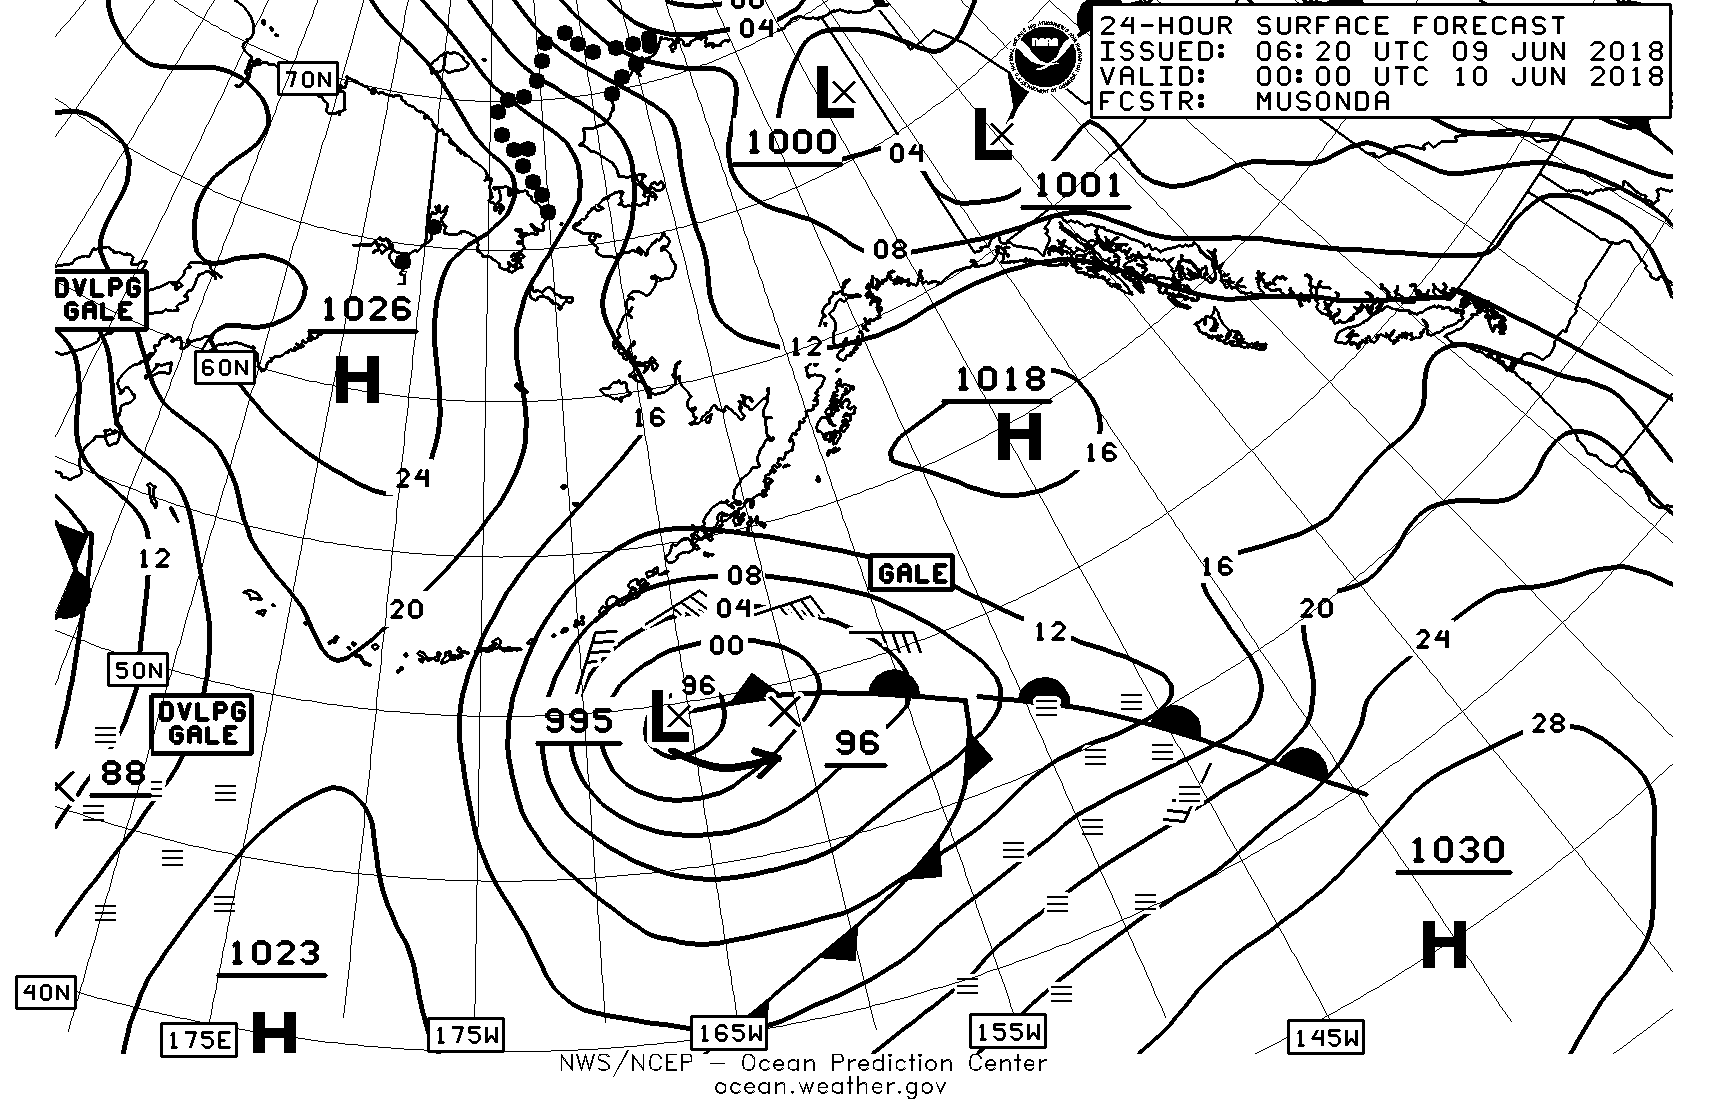 00
04
24-HOUR SURFACE FORECAST
ISSUED: 06:20 UTC 09 JUN 2018
VALID: 00:00 UTC 10 JUN 2018
FCSTR: MUSONDA
70N
L
L
1000
04
1001
08
DVLPG
GALE
1026
12
60N
H
1018
16
H
16
24
12
GALE
16
08
20
04
20
12
24
00
50N
96
L
DVLPG
GALE
995
96
28
88
1030
1023
H
40N
H
175E
175W
165W
155W
145W
NWS/NCEP – Ocean Prediction Center
ocean.weather.gov